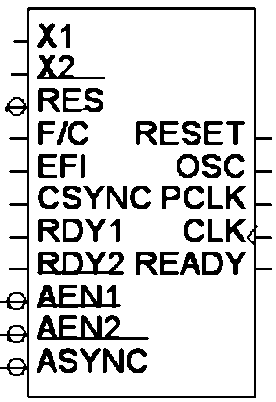 X1
X2
RES
F/C RESET
EFI OSC
CSYNC PCLK
RDY1 CLK
RDY2 READY
AEN1
AEN2
ASYNC